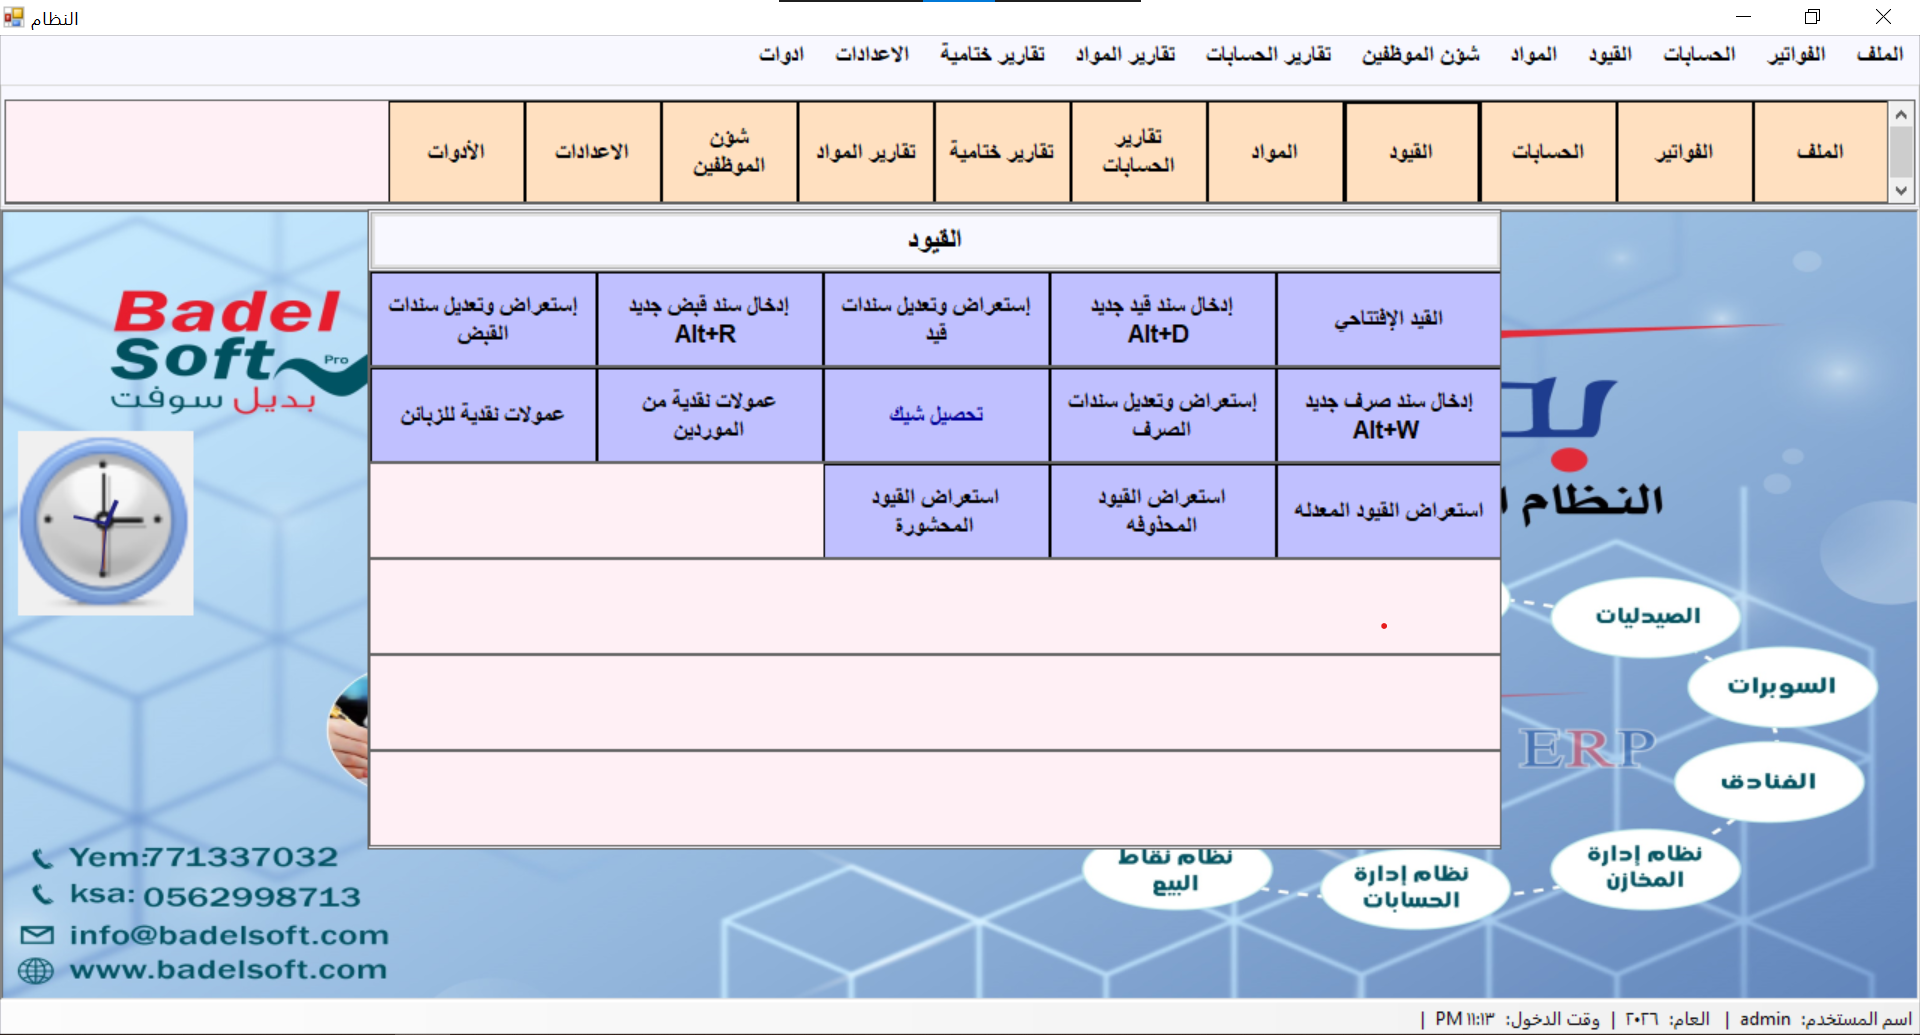 النظام
الملف الفواتير الحسابات القيود المواد شؤن الموظفين تقارير الحسابات تقارير المواد تقارير ختامية الاعدادات ادوات
الملف
الفواتير
الحسابات
القيود
المواد
تقارير
الحسابات
تقارير ختامية
تقارير المواد
شؤن
الموظفين
الاعدادات
الأدوات
القيود
القيد الإفتتاحي
إدخال سند قيد جديد
Alt+D
إستعراض وتعديل سندات
قيد
إدخال سند قبض جديد
Alt+R
إستعراض وتعديل سندات
القبض
إدخال سند صرف جديد
Alt+W
إستعراض وتعديل سندات
الصرف
تحصيل شيك
عمولات نقدية من
الموردين
عمولات نقدية للزبائن
استعراض القيود المعدله
استعراض القيود
المحذوفه
استعراض القيود
المحشورة
Badel
Soft Pro
بديل سوفت
النظام
الصيدليات
السوبرات
ERP
الفنادق
نظام إدارة
المخازن
نظام إدارة
الحسابات
نظام نقاط
البيع
Yem:771337032
ksa: 0562998713
info@badelsoft.com
www.badelsoft.com
اسم المستخدم: admin | العام: ٢٠٢٦ | وقت الدخول: ١١:١٣ PM |